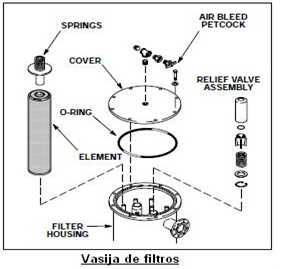 SPRINGS
AIR BLEED
PETCOCK
COVER
RELIEF VALVE
ASSEMBLY
O-RING
ELEMENT
FILTER
HOUSING
Vasija de filtros